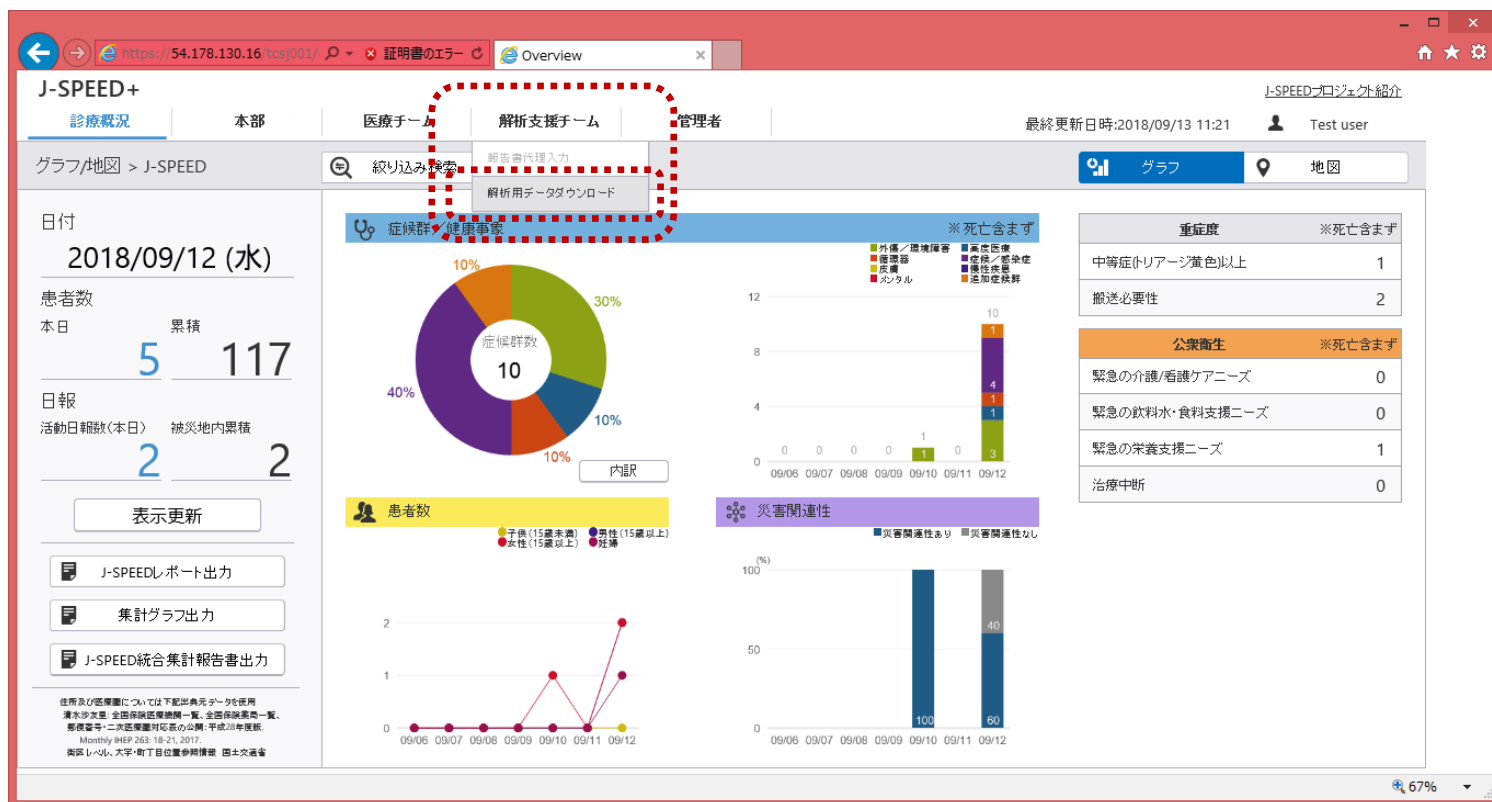 https://54.178.130.16/tcsj001/ 証明書のエラー Overview
J-SPEED+
J-SPEEDプロジェクト紹介
診療概況 本部 医療チーム 解析支援チーム 管理者 最終更新日時:2018/09/13 11:21 Test user
グラフ/地図 > J-SPEED 絞り込み検索 グラフ 地図
報告書代理入力
解析用データダウンロード
日付
2018/09/12 (水)
患者数
本日 累積
5 117
日報
活動日報数(本日) 被災地内累積
2 2
表示更新
J-SPEEDレポート出力
集計グラフ出力
J-SPEED統合集計報告書出力
住所及び医療圏については下記出典元データを使用
清水沙友里:全国保険医療機関一覧、全国保険薬局一覧、
郵便番号・二次医療圏対応表の公開:平成28年度版.
Monthly IHEP 263: 18-21, 2017.
街区レベル、大字・町丁目位置参照情報 国土交通省
症候群/健康事象 ※死亡含まず
10%
30%
40%
10%
10%
症候群数
10
内訳
外傷/環境障害 高度医療
循環器 症候/感染症
皮膚 慢性疾患
メンタル 追加症候群
12
10
1
8
4
4
1
1
1
0 0 0 0 0 1 0 3
09/06 09/07 09/08 09/09 09/10 09/11 09/12
患者数
子供(15歳未満) 男性(15歳以上)
女性(15歳以上) 妊婦
2
1
0
09/06 09/07 09/08 09/09 09/10 09/11 09/12
災害関連性
災害関連性あり 災害関連性なし
(%)
100
40
50
0 100 60
09/06 09/07 09/08 09/09 09/10 09/11 09/12
重症度 ※死亡含まず
中等症(トリアージ黄色)以上 1
搬送必要性 2
公衆衛生 ※死亡含まず
緊急の介護/看護ケアニーズ 0
緊急の飲料水・食料支援ニーズ 0
緊急の栄養支援ニーズ 1
治療中断 0
67%